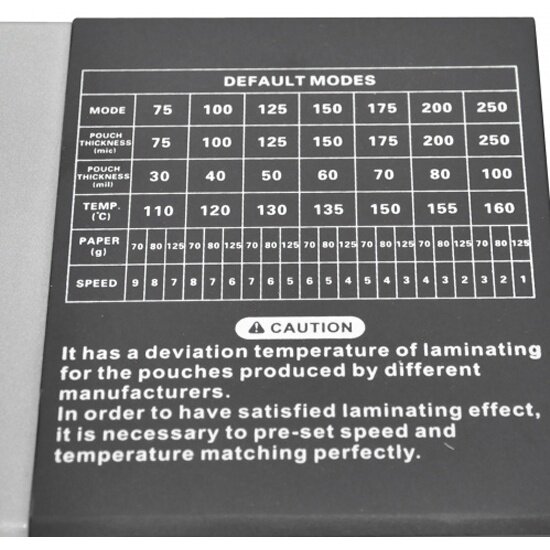 DEFAULT MODES
MODE 75 100 125 150 175 200 250
POUCH THICKNESS (mic) 75 100 125 150 175 200 250
POUCH THICKNESS (mil) 30 40 50 60 70 80 100
TEMP. (℃) 110 120 130 135 150 155 160
PAPER (g) 70 80 125 70 80 125 70 80 125 70 80 125 70 80 125 70 80 125 70 80 125
SPEED 9 8 7 8 7 6 7 6 5 6 5 4 5 4 3 4 3 2 3 2 1
CAUTION
It has a deviation temperature of laminating
for the pouches produced by different
manufacturers.
In order to have satisfied laminating effect,
it is necessary to pre-set speed and
temperature matching perfectly.